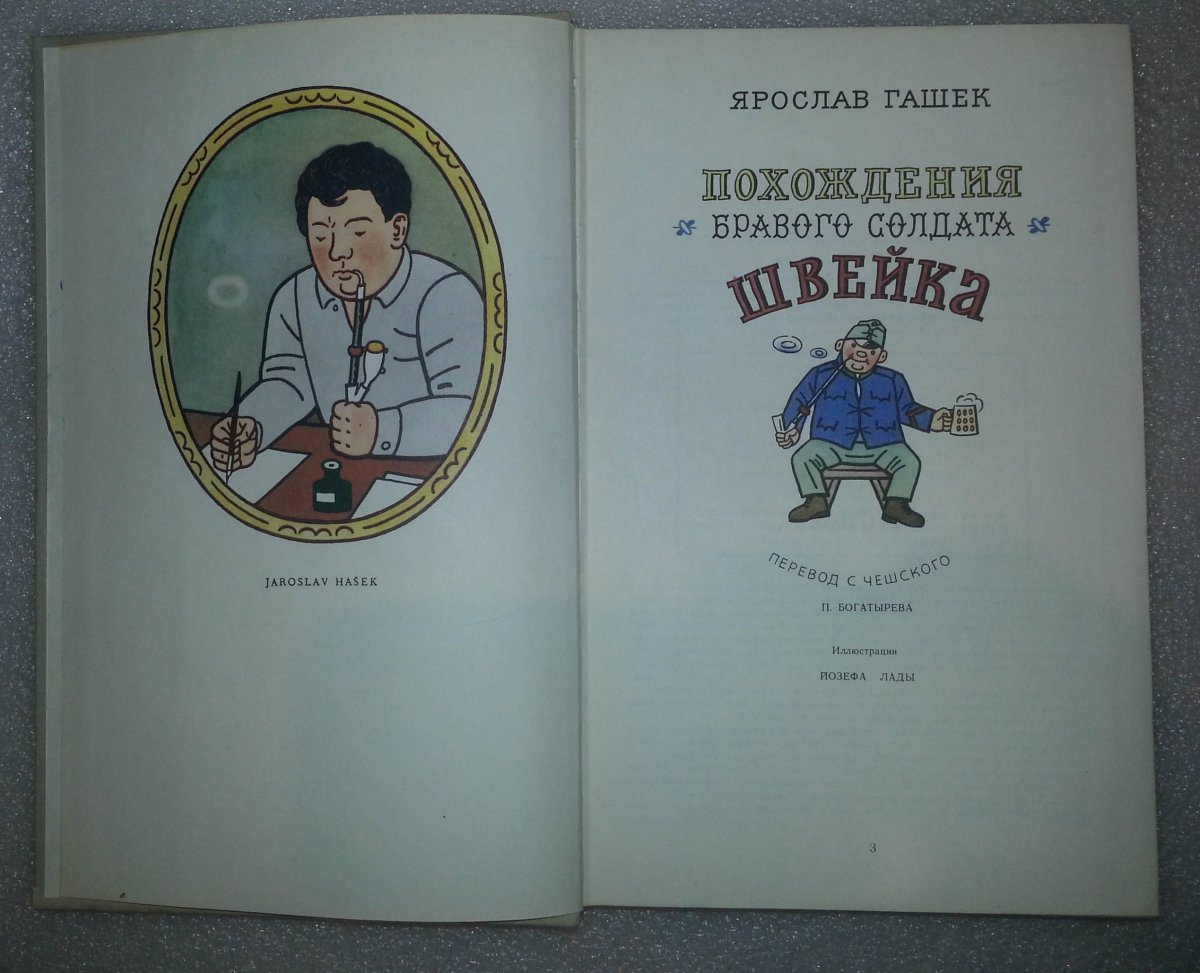 JAROSLAV HAŠEK
ЯРОСЛАВ ГАШЕК
ПОХОЖДЕНИЯ
БРАВОГО СОЛДАТА
ШВЕЙКА
ПЕРЕВОД С ЧЕШСКОГО
П. БОГАТЫРЕВА
Иллюстрации
ЙОЗЕФА ЛАДЫ
3